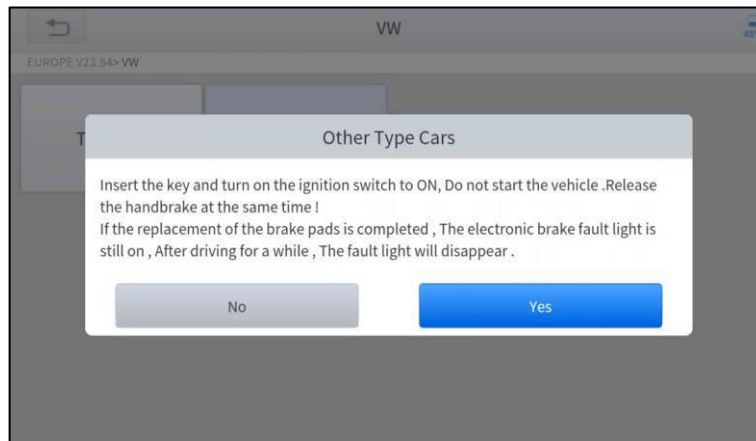 VW
48%
EUROPE V23.84> VW
T
Other Type Cars
Insert the key and turn on the ignition switch to ON, Do not start the vehicle .Release
the handbrake at the same time !
If the replacement of the brake pads is completed , The electronic brake fault light is
still on , After driving for a while , The fault light will disappear .
No
Yes